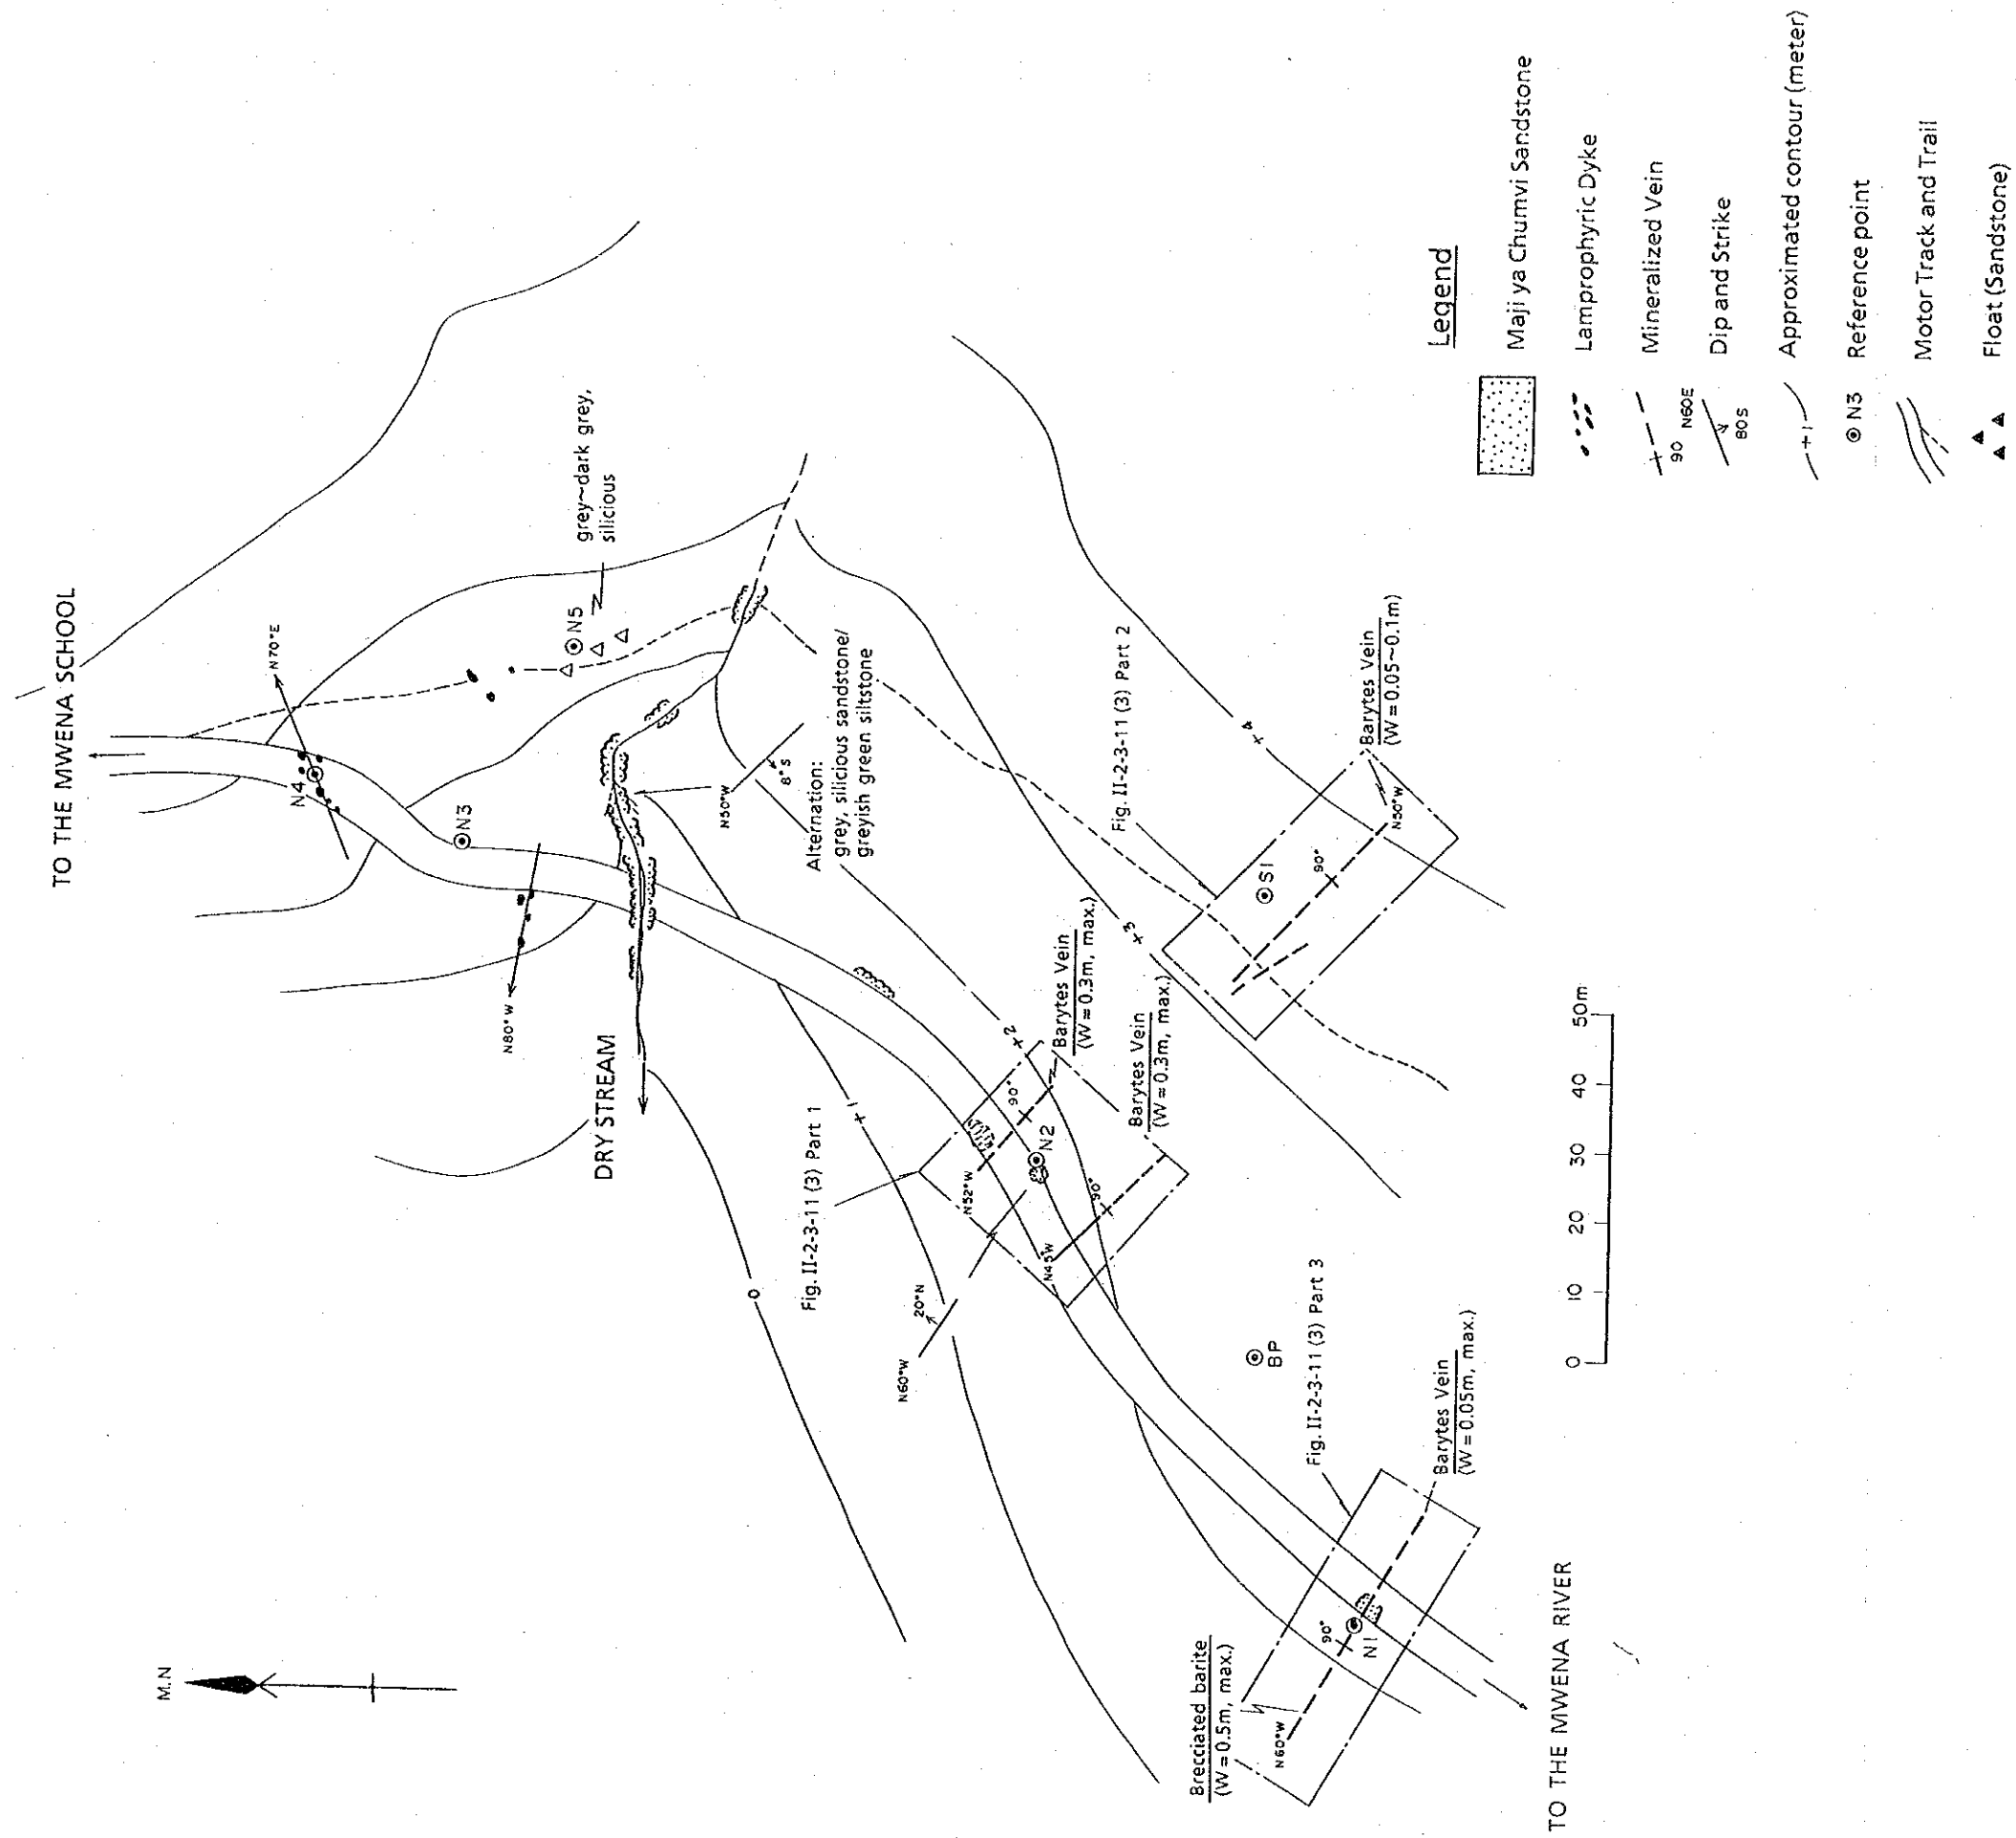 M.N
TO THE MWENA SCHOOL
N70°E
N4
N3
N5
grey~dark grey,
silicious
N80°W
DRY STREAM
N50°W
8°S
Alternation:
grey, silicious sandstone/
greyish green siltstone
0
1
2
3
4
Fig. II-2-3-11 (3) Part 1
N52°W
90°
N2
Barytes Vein
(W=0.3m, max.)
Barytes Vein
(W=0.3m, max.)
90°
N45°W
20°N
N60°W
Fig. II-2-3-11 (3) Part 2
S1
90°
N50°W
Barytes Vein
(W=0.05~0.1m)
BP
Fig. II-2-3-11 (3) Part 3
Barytes Vein
(W=0.05m, max.)
Brecciated barite
(W=0.5m, max.)
N60°W
90°
N1
TO THE MWENA RIVER
0 10 20 30 40 50m
Legend
Maji ya Chumvi Sandstone
Lamprophyric Dyke
90
Mineralized Vein
N60E
80S
Dip and Strike
1
Approximated contour (meter)
N3
Reference point
Motor Track and Trail
Float (Sandstone)